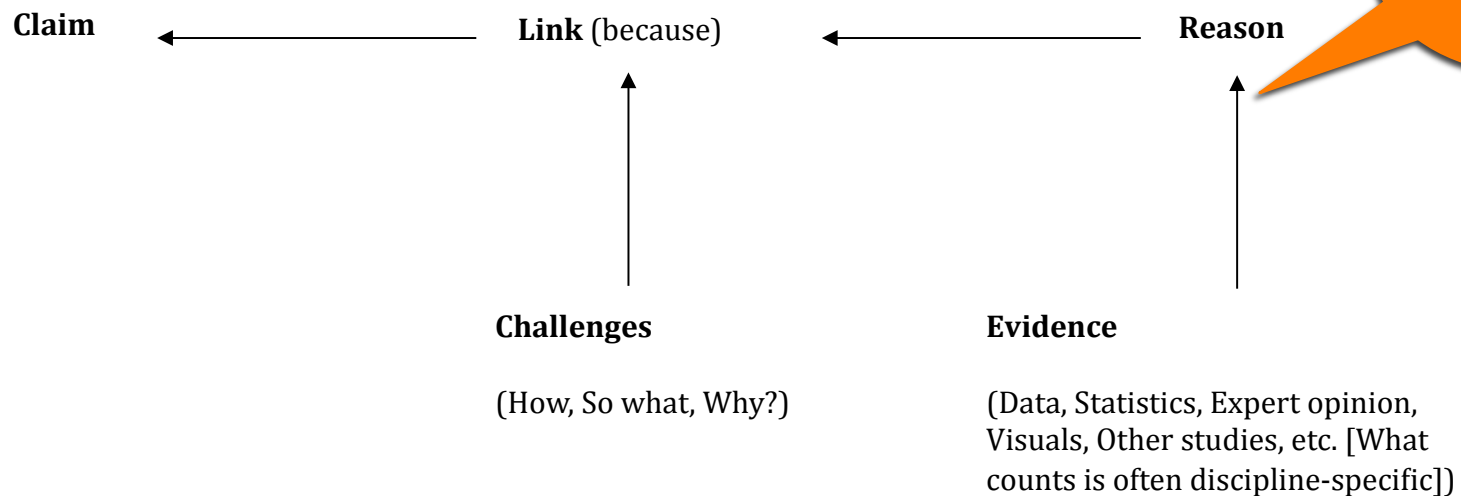 Claim
Link (because)
Reason
Challenges
Evidence
(How, So what, Why?)
(Data, Statistics, Expert opinion,
Visuals, Other studies, etc. [What
counts is often discipline-specific])